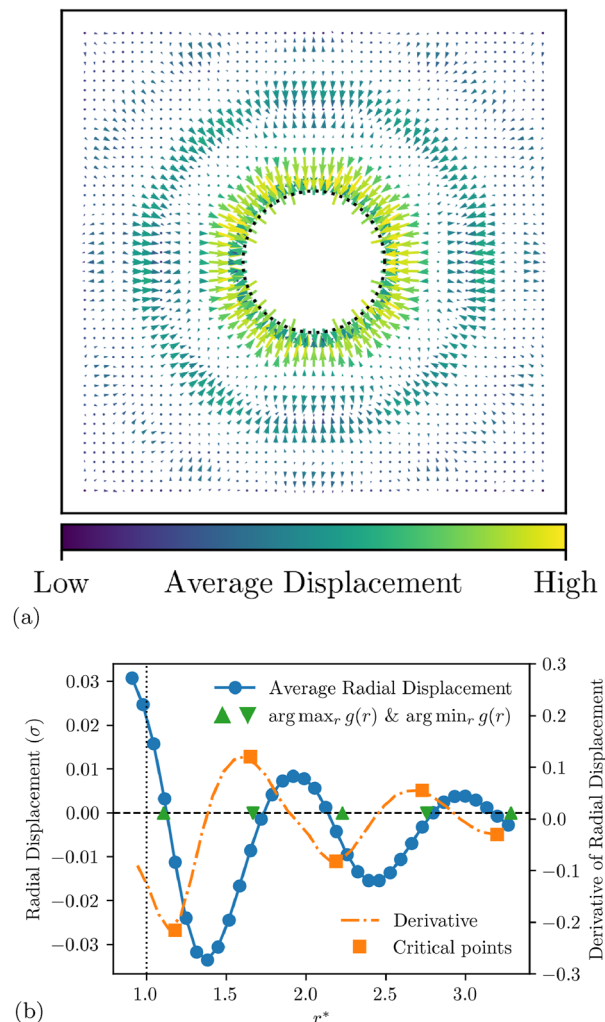 Low Average Displacement High
(a)
Average Radial Displacement
arg maxᵣ g(r) & arg minᵣ g(r)
Derivative
Critical points
Radial Displacement (σ)
0.03
0.02
0.01
0.00
−0.01
−0.02
−0.03
Derivative of Radial Displacement
0.3
0.2
0.1
0.0
−0.1
−0.2
−0.3
1.0 1.5 2.0 2.5 3.0
r*
(b)